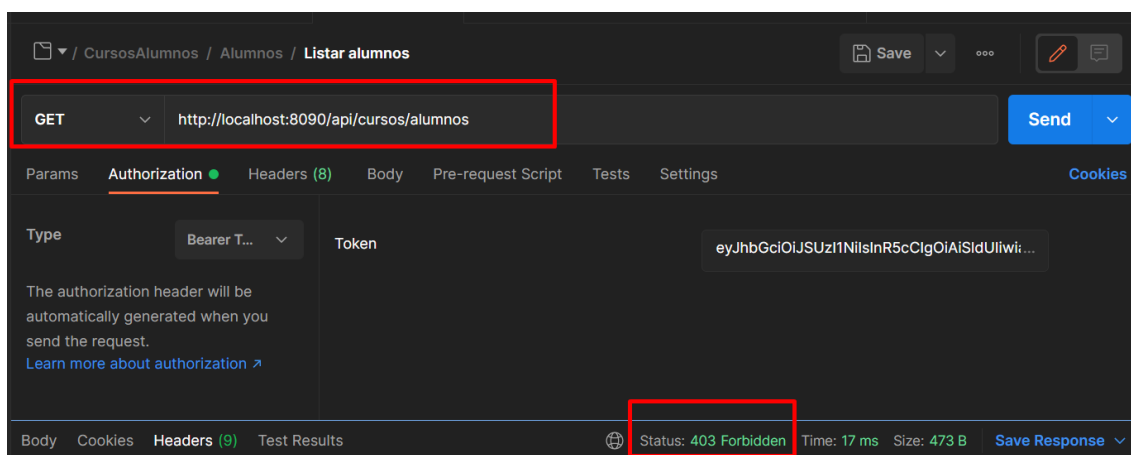 / CursosAlumnos / Alumnos / Listar alumnos
Save
GET
http://localhost:8090/api/cursos/alumnos
Send
Params Authorization Headers (8) Body Pre-request Script Tests Settings Cookies
Type
Bearer T...
Token
eyJhbGciOiJSUzI1NiIsInR5cCIgOiAiSldUIiwia...
The authorization header will be
automatically generated when you
send the request.
Learn more about authorization ↗
Body Cookies Headers (9) Test Results
Status: 403 Forbidden Time: 17 ms Size: 473 B Save Response